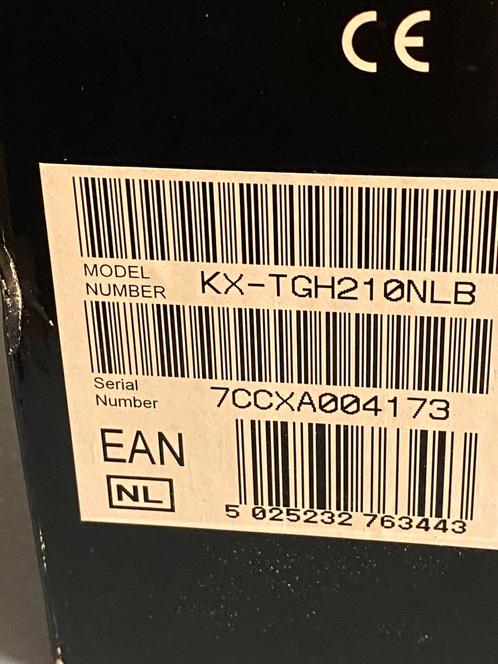 CE
MODEL
NUMBER KX-TGH210NLB
Serial
Number 7CCXA004173
EAN
NL
5 025232 763443